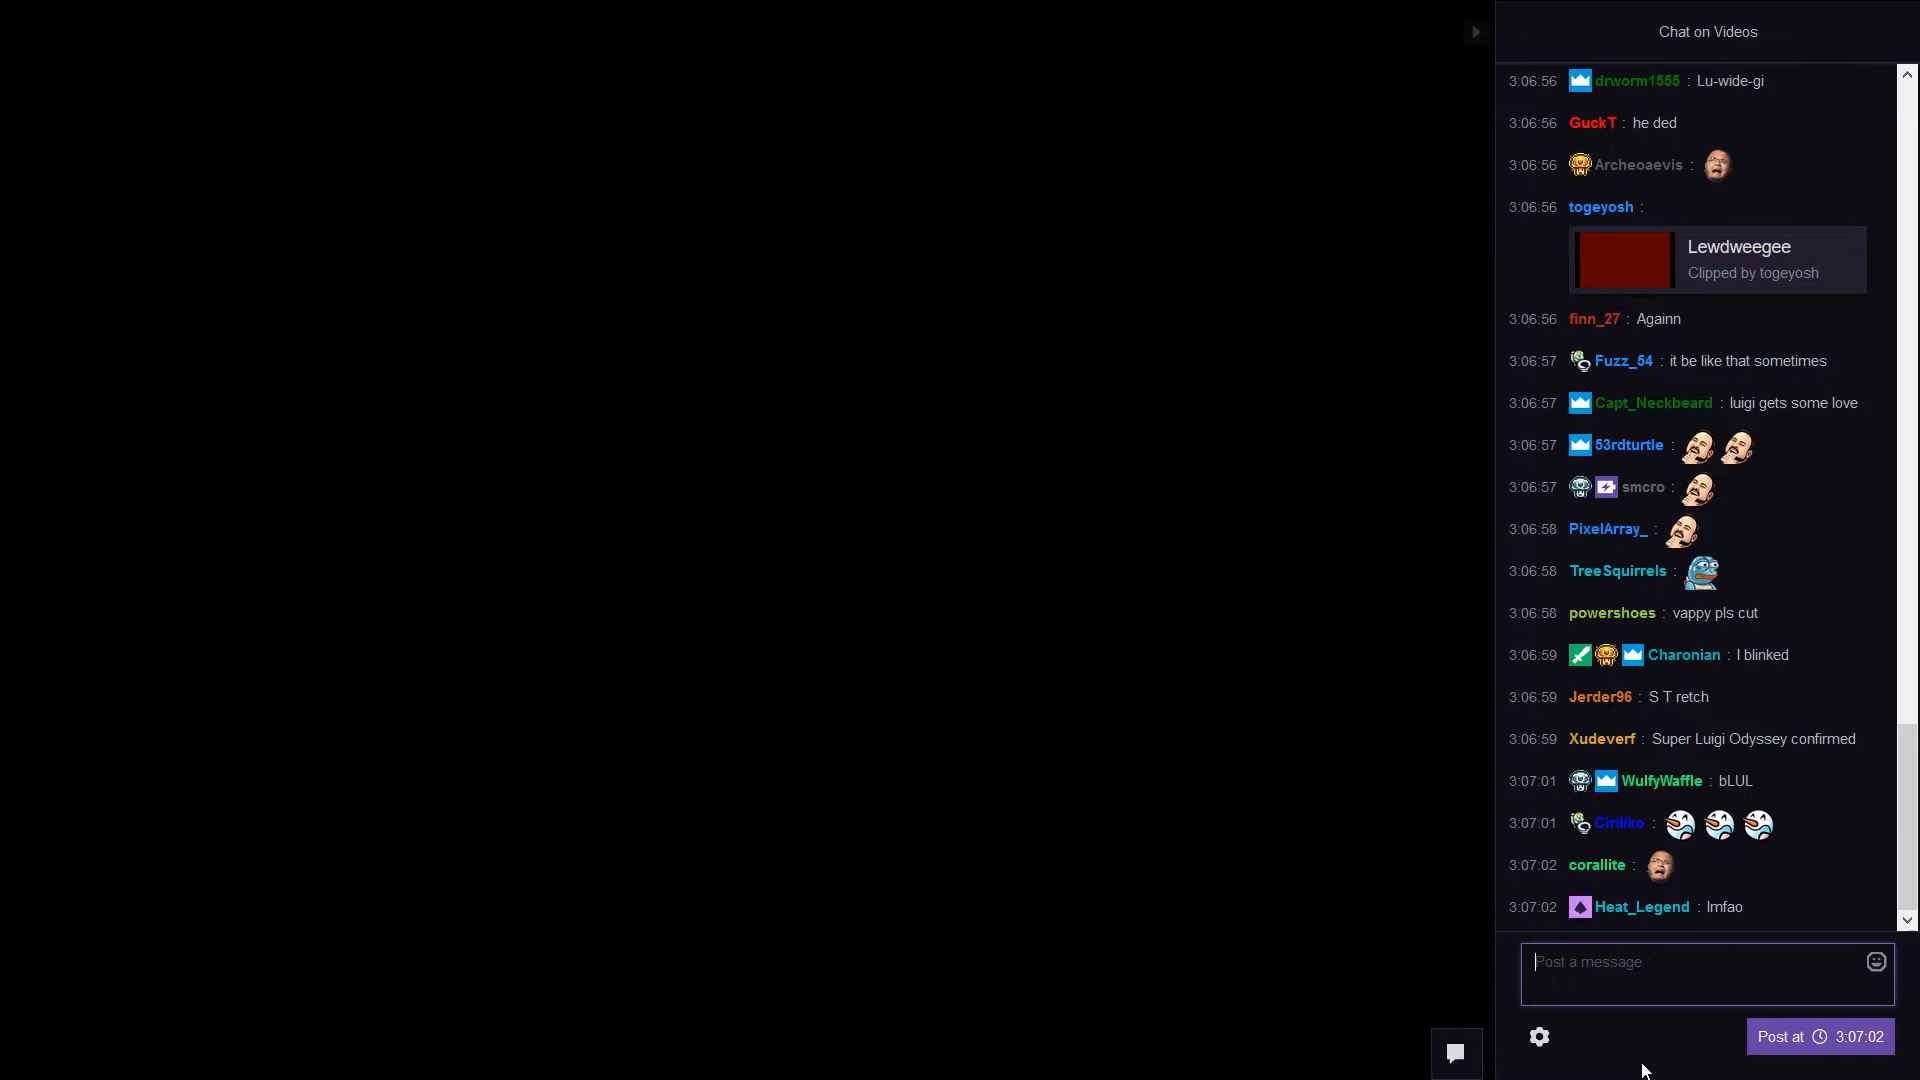 Chat on Videos
3:06:56 drworm1555 : Lu-wide-gi
3:06:56 GuckT : he ded
3:06:56 Archeoaevis :
3:06:56 togeyosh :
Lewdweegee
Clipped by togeyosh
3:06:56 finn_27 : Againn
3:06:57 Fuzz_54 : it be like that sometimes
3:06:57 Capt_Neckbeard : luigi gets some love
3:06:57 53rdturtle :
3:06:57 smcro :
3:06:58 PixelArray_ :
3:06:58 TreeSquirrels :
3:06:58 powershoes : vappy pls cut
3:06:59 Charonian : I blinked
3:06:59 Jerder96 : S T retch
3:06:59 Xudeverf : Super Luigi Odyssey confirmed
3:07:01 WulfyWaffle : bLUL
3:07:01 Ciriliko :
3:07:02 corallite :
3:07:02 Heat_Legend : lmfao
Post a message
Post at 3:07:02